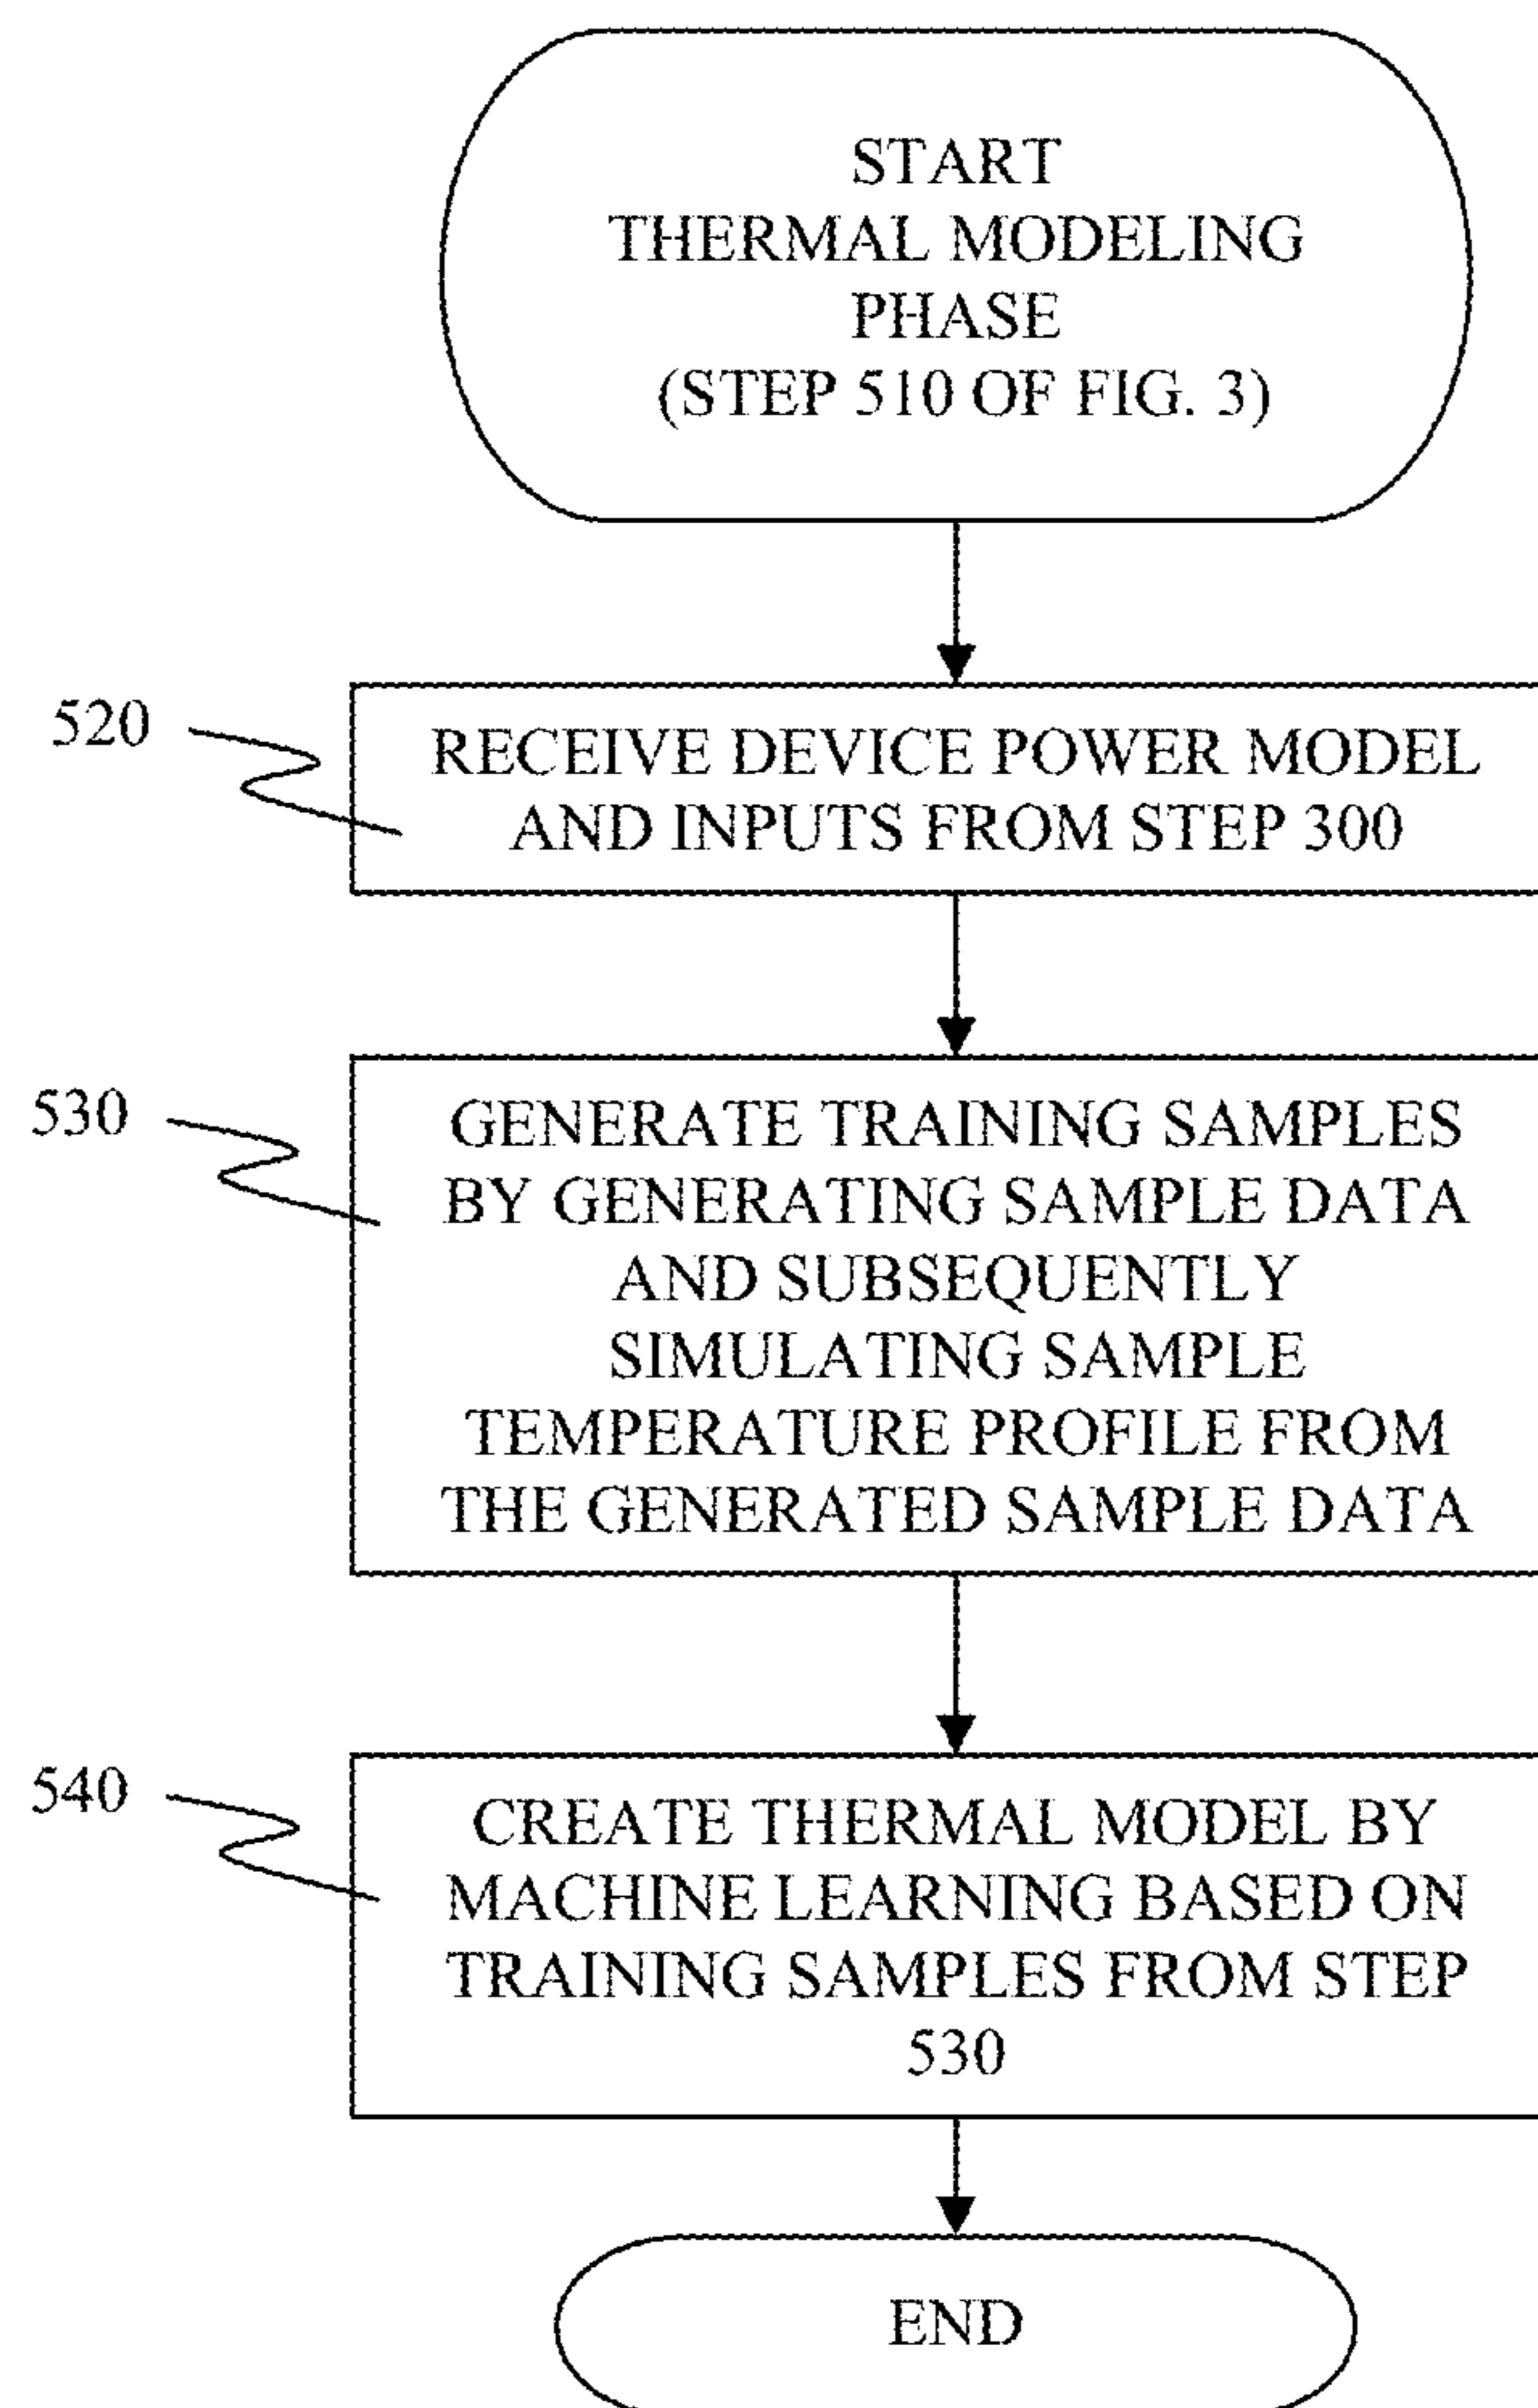 START
THERMAL MODELING
PHASE
(STEP 510 OF FIG. 3)
520
RECEIVE DEVICE POWER MODEL
AND INPUTS FROM STEP 300
530
GENERATE TRAINING SAMPLES
BY GENERATING SAMPLE DATA
AND SUBSEQUENTLY
SIMULATING SAMPLE
TEMPERATURE PROFILE FROM
THE GENERATED SAMPLE DATA
540
CREATE THERMAL MODEL BY
MACHINE LEARNING BASED ON
TRAINING SAMPLES FROM STEP
530
END